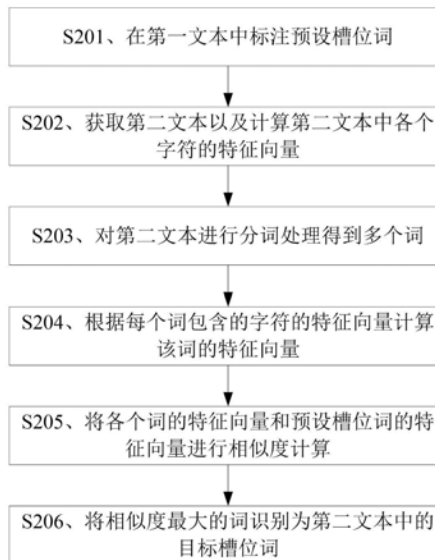 S201、在第一文本中标注预设槽位词
S202、获取第二文本以及计算第二文本中各个
字符的特征向量
S203、对第二文本进行分词处理得到多个词
S204、根据每个词包含的字符的特征向量计算
该词的特征向量
S205、将各个词的特征向量和预设槽位词的特
征向量进行相似度计算
S206、将相似度最大的词识别为第二文本中的
目标槽位词